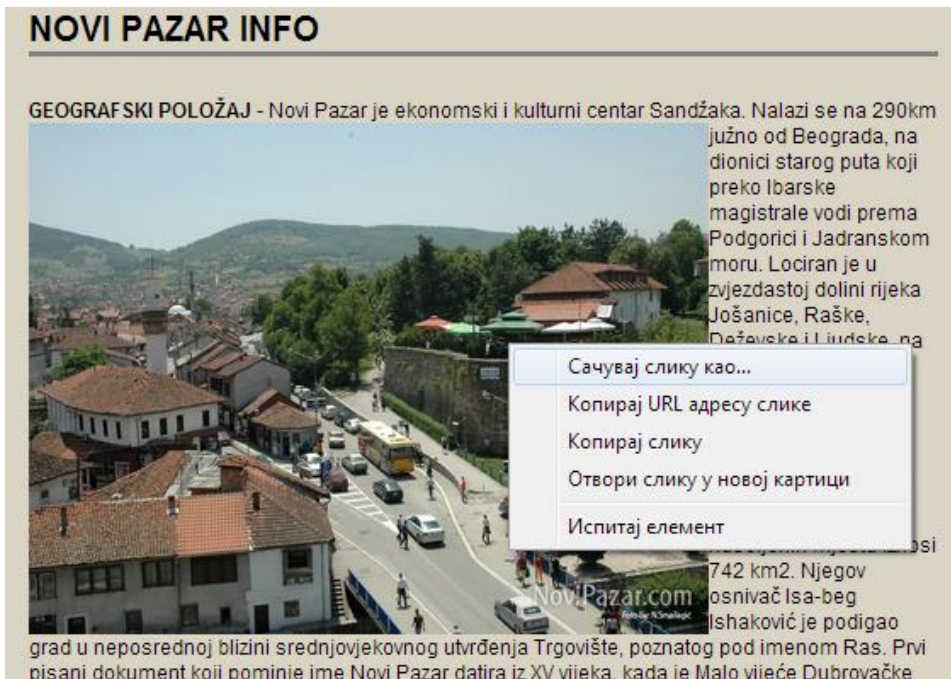 NOVI PAZAR INFO
GEOGRAFSKI POLOŽAJ - Novi Pazar je ekonomski i kulturni centar Sandžaka. Nalazi se na 290km
južno od Beograda, na
dionici starog puta koji
preko Ibarske
magistrale vodi prema
Podgorici i Jadranskom
moru. Lociran je u
zvjezdastoj dolini rijeka
Jošanice, Raške,
Deževske i Ljudske, na
Сачувај слику као...
Копирај URL адресу слике
Копирај слику
Отвори слику у новој картици
Испитај елемент
742 km2. Njegov
osnivač Isa-beg
Ishaković je podigao
NoviPazar.com
grad u neposrednoj blizini srednjovjekovnog utvrđenja Trgovište, poznatog pod imenom Ras. Prvi
pisani dokument koji pominje ime Novi Pazar datira iz XV vijeka, kada je Malo vijeće Dubrovačke